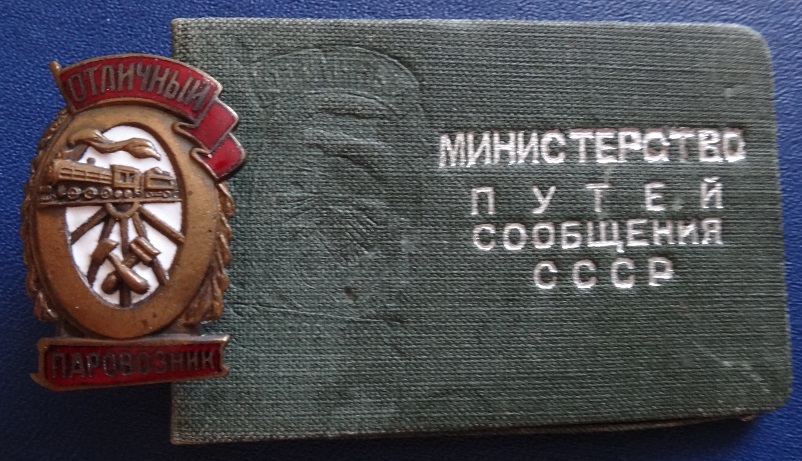 ОТЛИЧНЫЙ
ПАРОВОЗНИК
МИНИСТЕРСТВО
ПУТЕЙ
СООБЩЕНИЯ
СССР